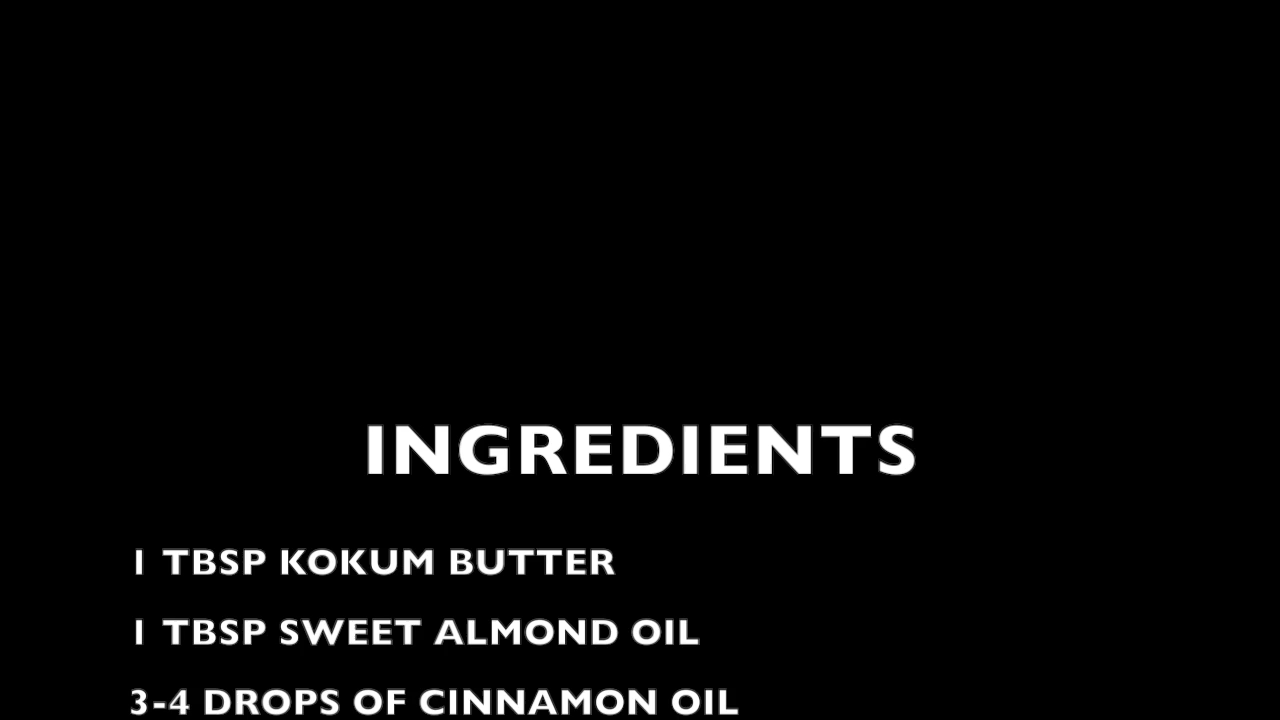 INGREDIENTS
1 TBSP KOKUM BUTTER
1 TBSP SWEET ALMOND OIL
3-4 DROPS OF CINNAMON OIL